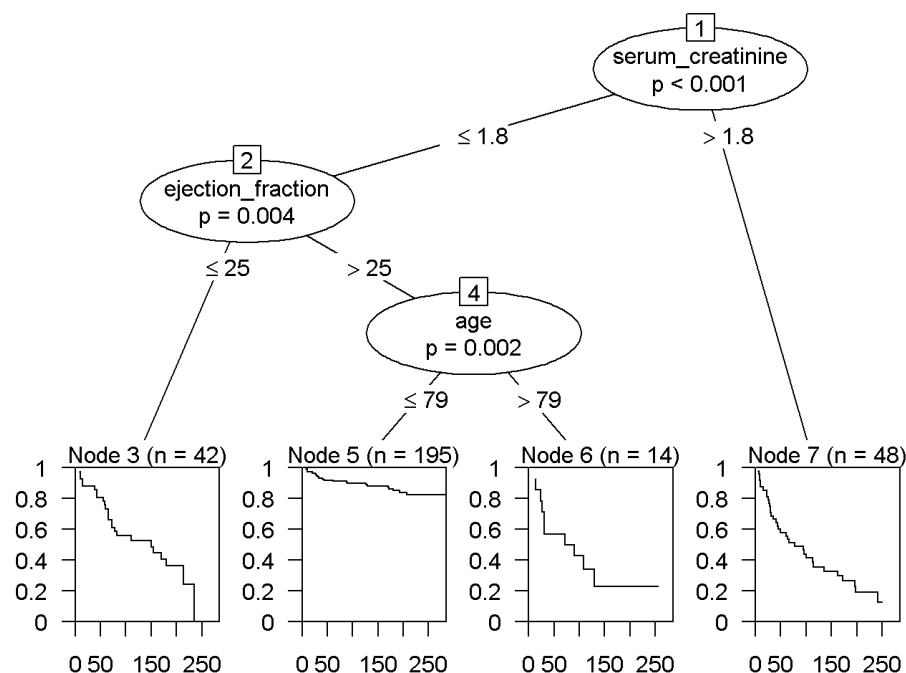 1
serum_creatinine
p < 0.001
≤ 1.8
> 1.8
2
ejection_fraction
p = 0.004
≤ 25
> 25
4
age
p = 0.002
≤ 79
> 79
Node 3 (n = 42)
1
0.8
0.6
0.4
0.2
0
0 50 150 250
Node 5 (n = 195)
1
0.8
0.6
0.4
0.2
0
0 50 150 250
Node 6 (n = 14)
1
0.8
0.6
0.4
0.2
0
0 50 150 250
Node 7 (n = 48)
1
0.8
0.6
0.4
0.2
0
0 50 150 250